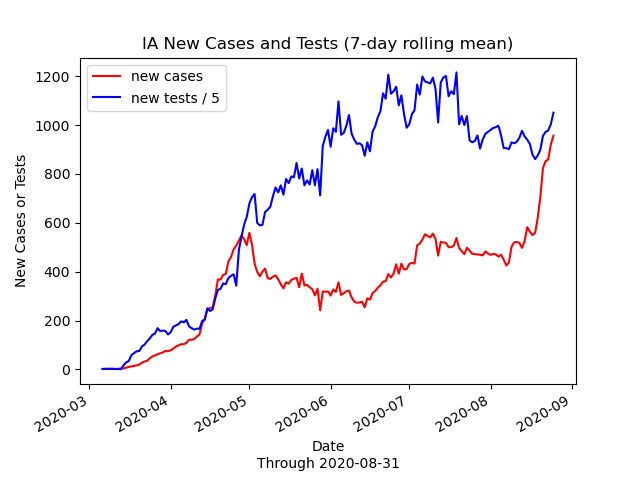 IA New Cases and Tests (7-day rolling mean)
new cases
new tests / 5
New Cases or Tests
1200
1000
800
600
400
200
0
2020-03
2020-04
2020-05
2020-06
2020-07
2020-08
2020-09
Date
Through 2020-08-31